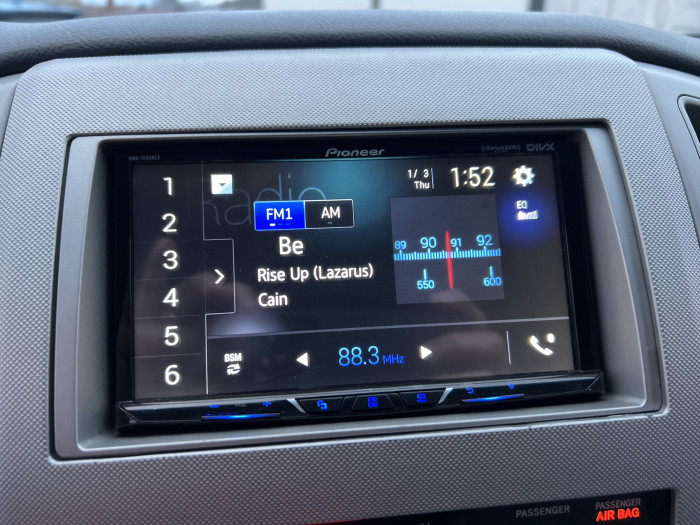 Pioneer
SiriusXM DIVX
1
2
3
4
5
6
Radio
1/ 3
Thu
1:52
FM1 AM
EQ
Be
Rise Up (Lazarus)
Cain
89 90 91 92
550 600
BSM
88.3 MHz
PASSENGER
PASSENGER
AIR BAG